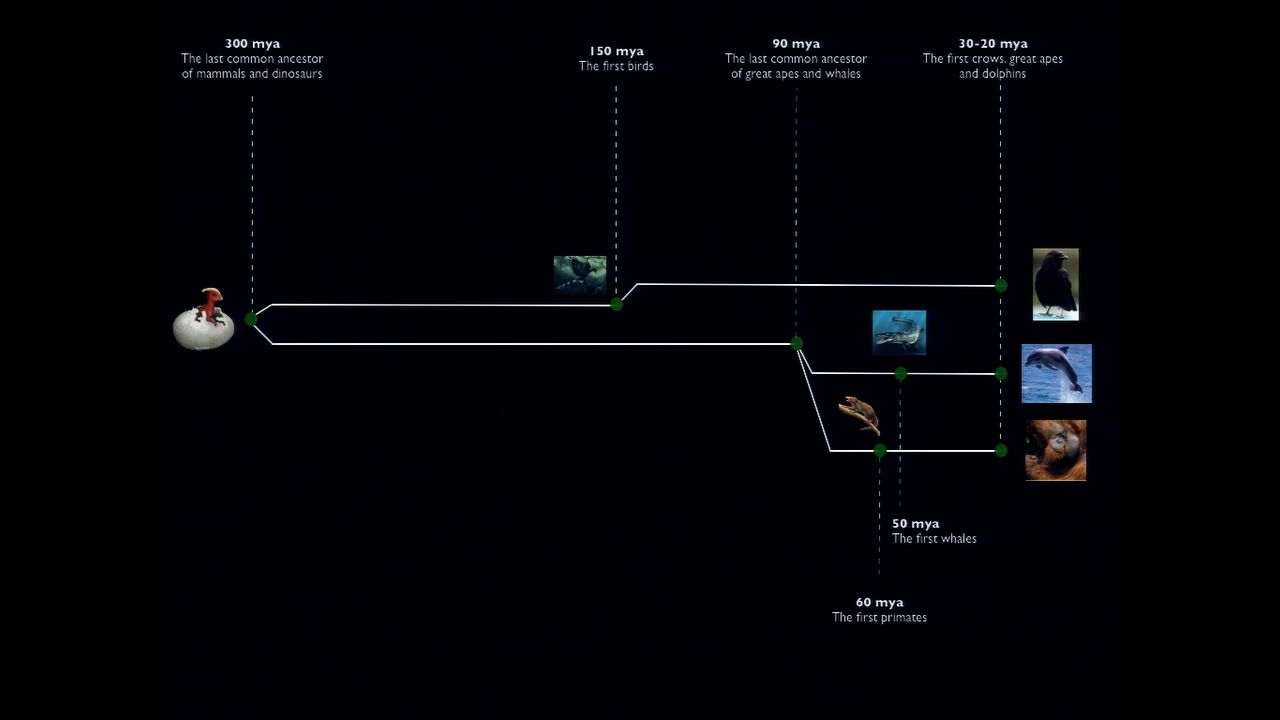 300 mya
The last common ancestor
of mammals and dinosaurs
150 mya
The first birds
90 mya
The last common ancestor
of great apes and whales
30-20 mya
The first crows, great apes
and dolphins
50 mya
The first whales
60 mya
The first primates